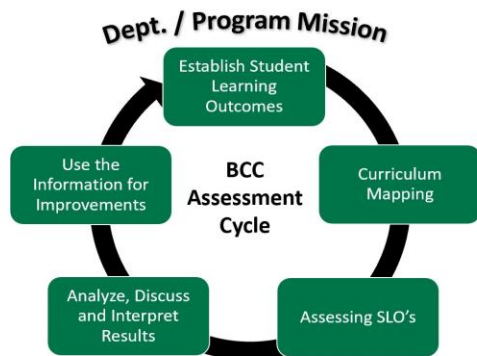 Dept. / Program Mission
Establish Student
Learning
Outcomes
Curriculum
Mapping
Assessing SLO's
Analyze, Discuss
and Interpret
Results
Use the
Information for
Improvements
BCC
Assessment
Cycle